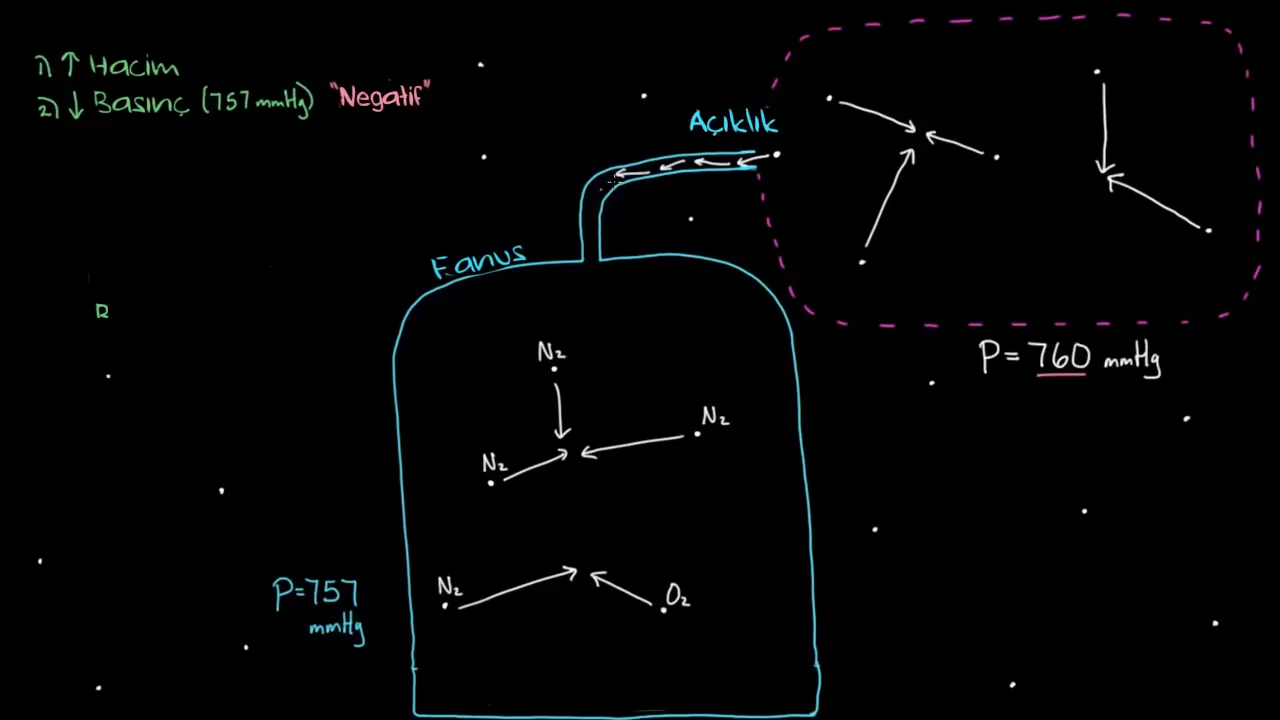 1) ↑ Hacim
2) ↓ Basınç (757 mmHg) "Negatif"
Açıklık
Fanus
N₂
N₂
N₂
N₂
O₂
P=757
mmHg
P= 760 mmHg